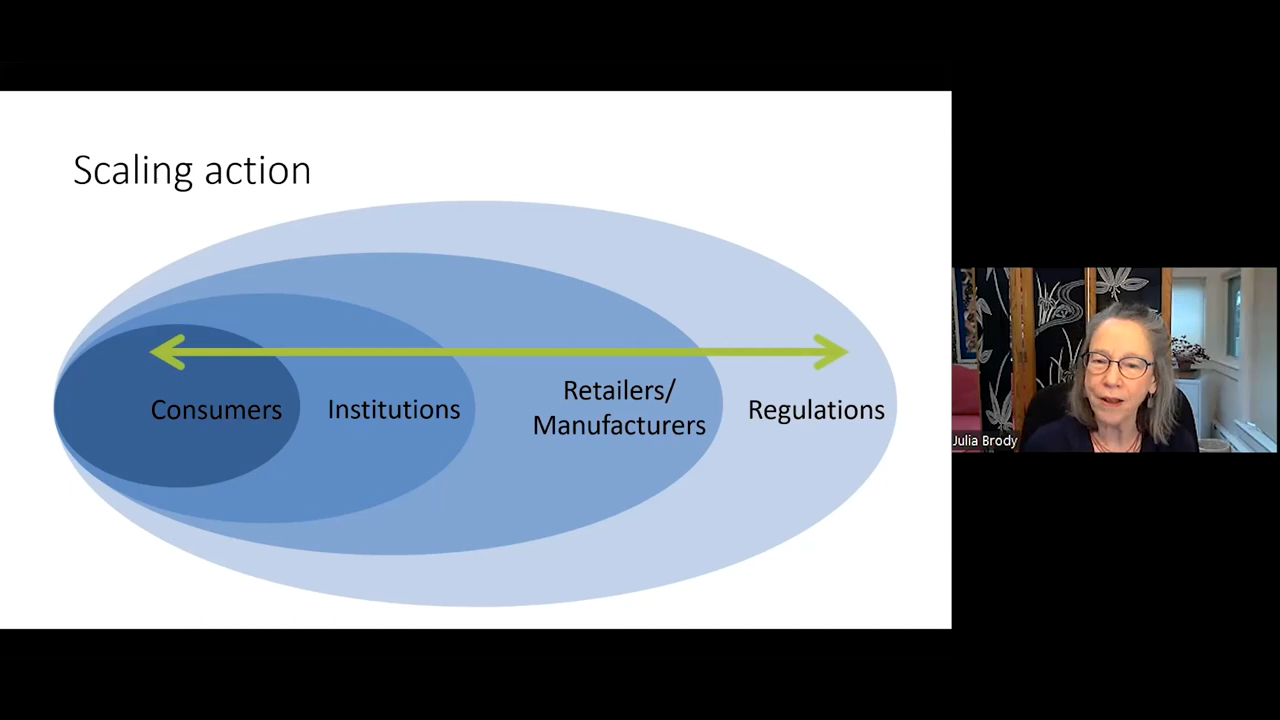 Scaling action
Consumers
Institutions
Retailers/
Manufacturers
Regulations
Julia Brody